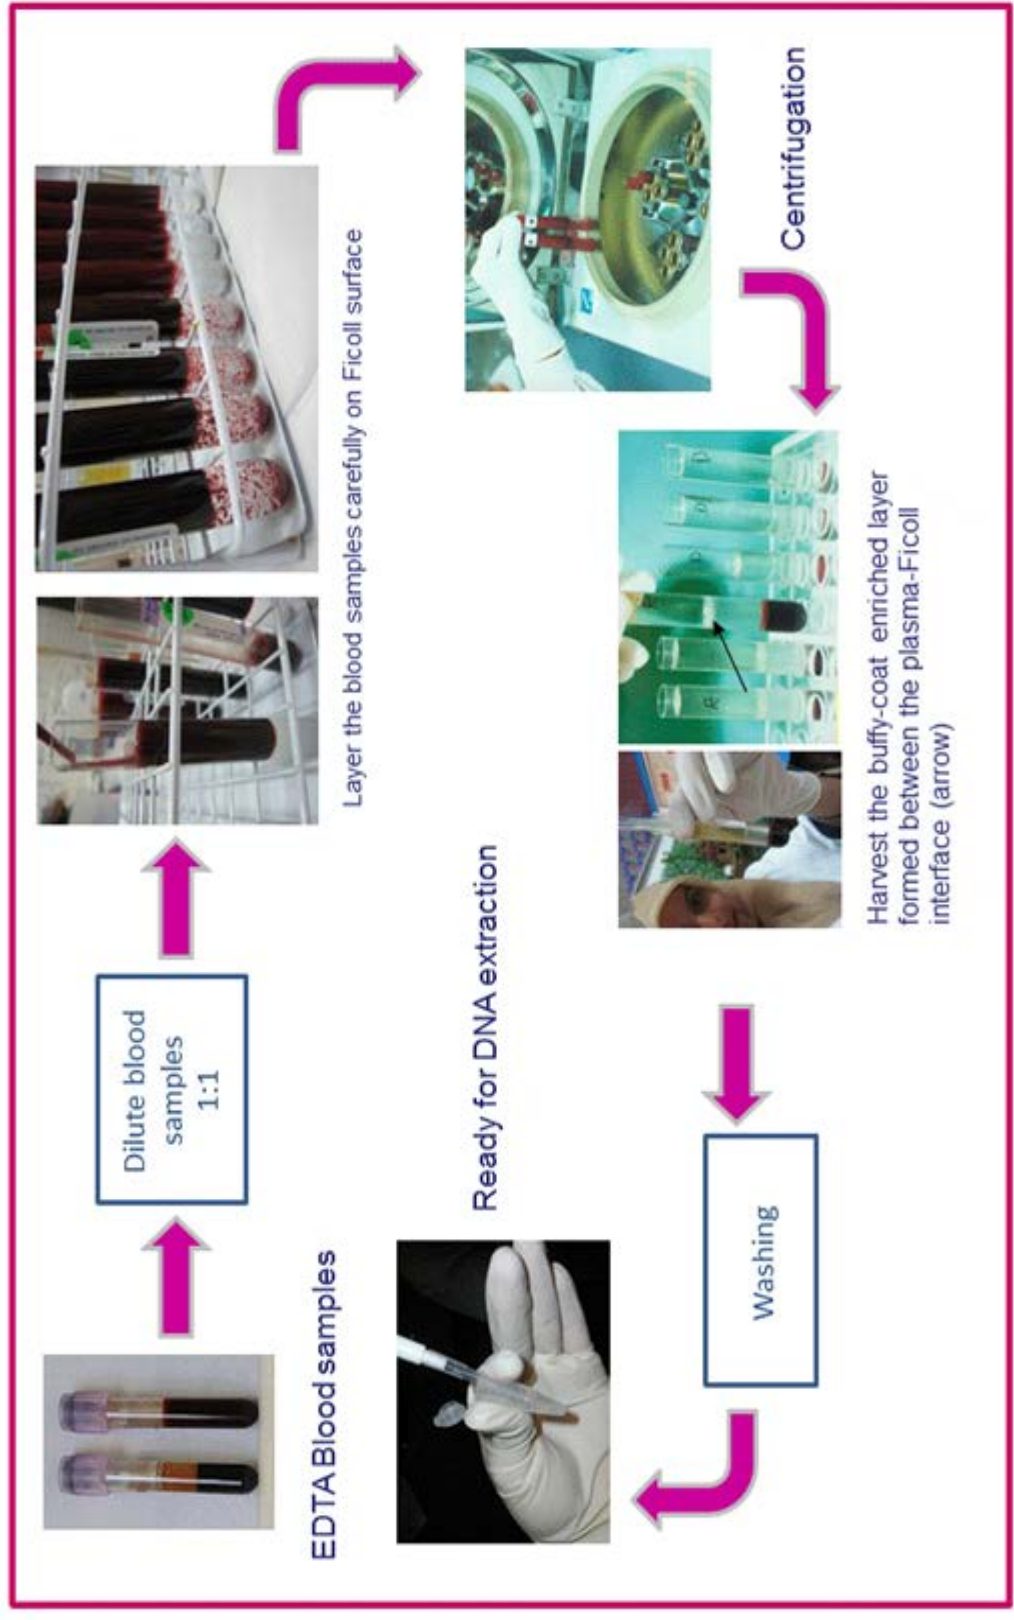 EDTA Blood samples
Dilute blood
samples
1:1
Layer the blood samples carefully on Ficoll surface
Centrifugation
Harvest the buffy-coat enriched layer
formed between the plasma-Ficoll
interface (arrow)
Washing
Ready for DNA extraction